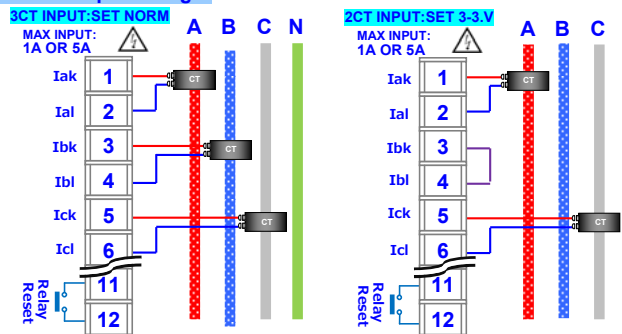 3CT INPUT:SET NORM
MAX INPUT:
1A OR 5A
A B C N
Iak 1
CT
Ial 2
Ibk 3
CT
Ibl 4
Ick 5
CT
Icl 6
11
Relay
Reset
12
2CT INPUT:SET 3-3.V
MAX INPUT:
1A OR 5A
A B C
Iak 1
CT
Ial 2
Ibk 3
Ibl 4
Ick 5
CT
Icl 6
11
Relay
Reset
12